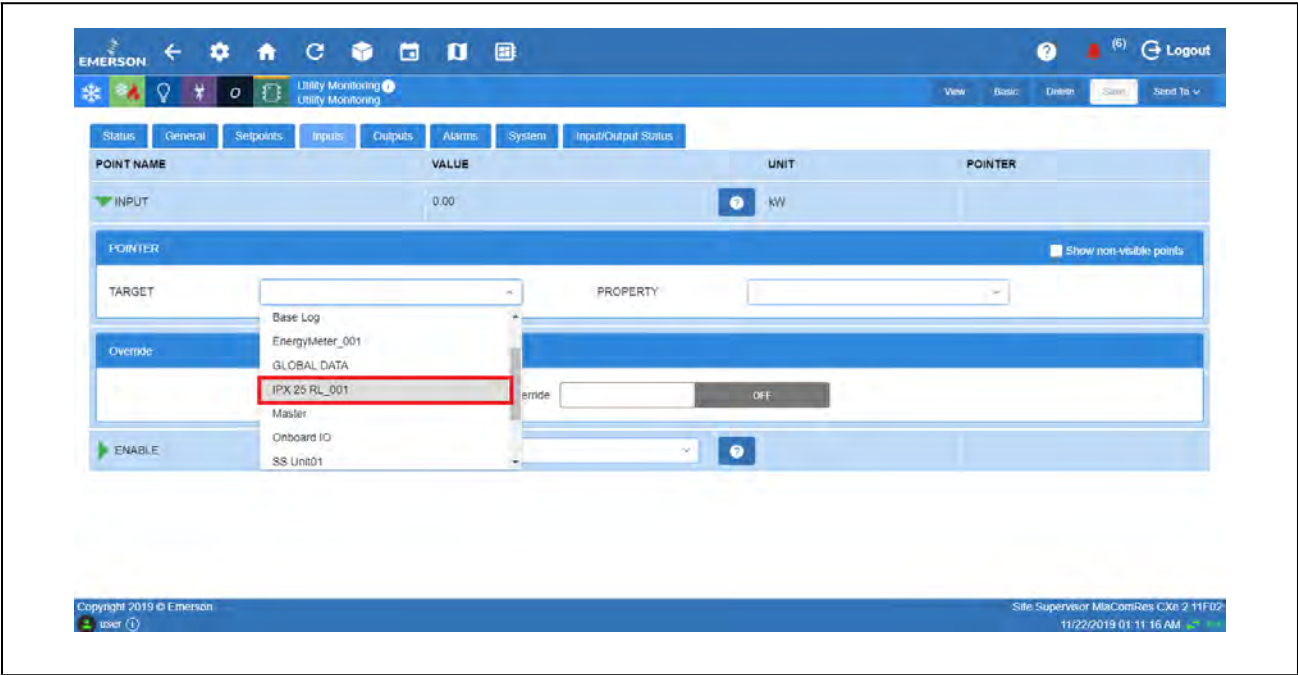 EMERSON
(6)
Logout
o
Utility Monitoring
Utility Monitoring
View Basic Delete Save Send To
Status General Setpoints Inputs Outputs Alarms System Input/Output Status
POINT NAME VALUE UNIT POINTER
INPUT 0.00 kW
POINTER Show non-visible points
TARGET PROPERTY
Base Log
EnergyMeter_001
GLOBAL DATA
Override
IPX 25 RL_001
erride OFF
Master
Onboard IO
ENABLE
SS Unit01
Copyright 2019 © Emerson Site Supervisor 2 11F02
user 11/22/2019 01:11:16 AM